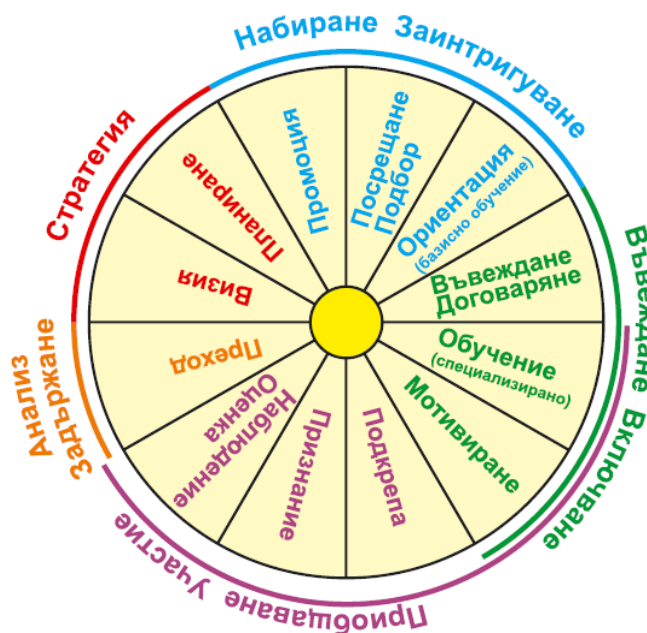 Набиране Заинтригуване
Стратегия
Планиране
Визия
Промоция
Посрещане
Подбор
Ориентация
(базисно обучение)
Въвеждане
Договаряне
Обучение
(специализирано)
Мотивиране
Въвеждане Включване
Подкрепа
Признание
Наблюдение
Оценка
Преход
Приобщаване Участие
Анализ
Задържане